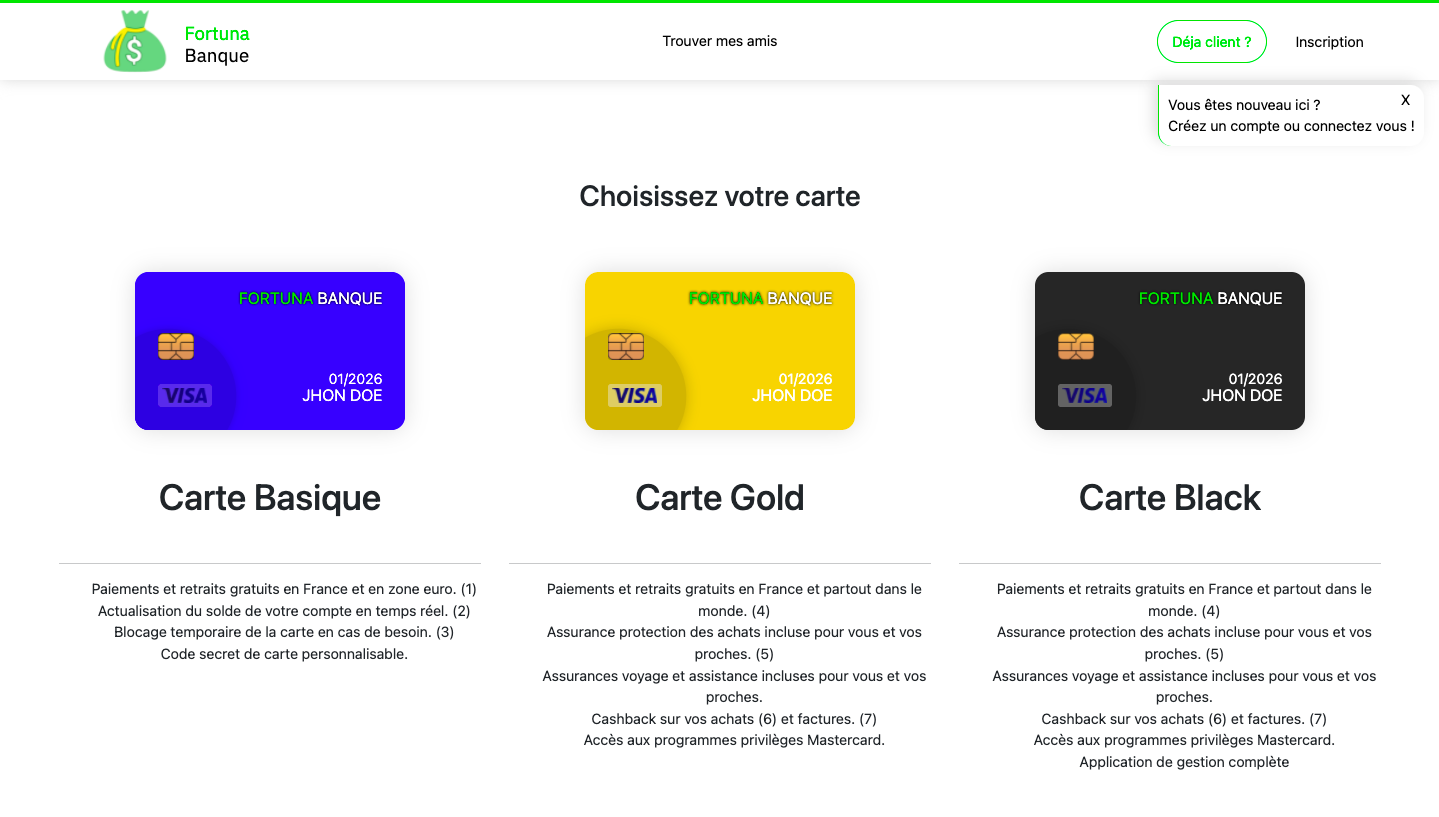 $
Fortuna
Banque
Trouver mes amis
Déja client ?
Inscription
Vous êtes nouveau ici ?
X
Créez un compte ou connectez vous !
Choisissez votre carte
FORTUNA BANQUE
01/2026
VISA
JHON DOE
FORTUNA BANQUE
01/2026
VISA
JHON DOE
FORTUNA BANQUE
01/2026
VISA
JHON DOE
Carte Basique
Carte Gold
Carte Black
Paiements et retraits gratuits en France et en zone euro. (1)
Actualisation du solde de votre compte en temps réel. (2)
Blocage temporaire de la carte en cas de besoin. (3)
Code secret de carte personnalisable.
Paiements et retraits gratuits en France et partout dans le
monde. (4)
Assurance protection des achats incluse pour vous et vos
proches. (5)
Assurances voyage et assistance incluses pour vous et vos
proches.
Cashback sur vos achats (6) et factures. (7)
Accès aux programmes privilèges Mastercard.
Paiements et retraits gratuits en France et partout dans le
monde. (4)
Assurance protection des achats incluse pour vous et vos
proches. (5)
Assurances voyage et assistance incluses pour vous et vos
proches.
Cashback sur vos achats (6) et factures. (7)
Accès aux programmes privilèges Mastercard.
Application de gestion complète